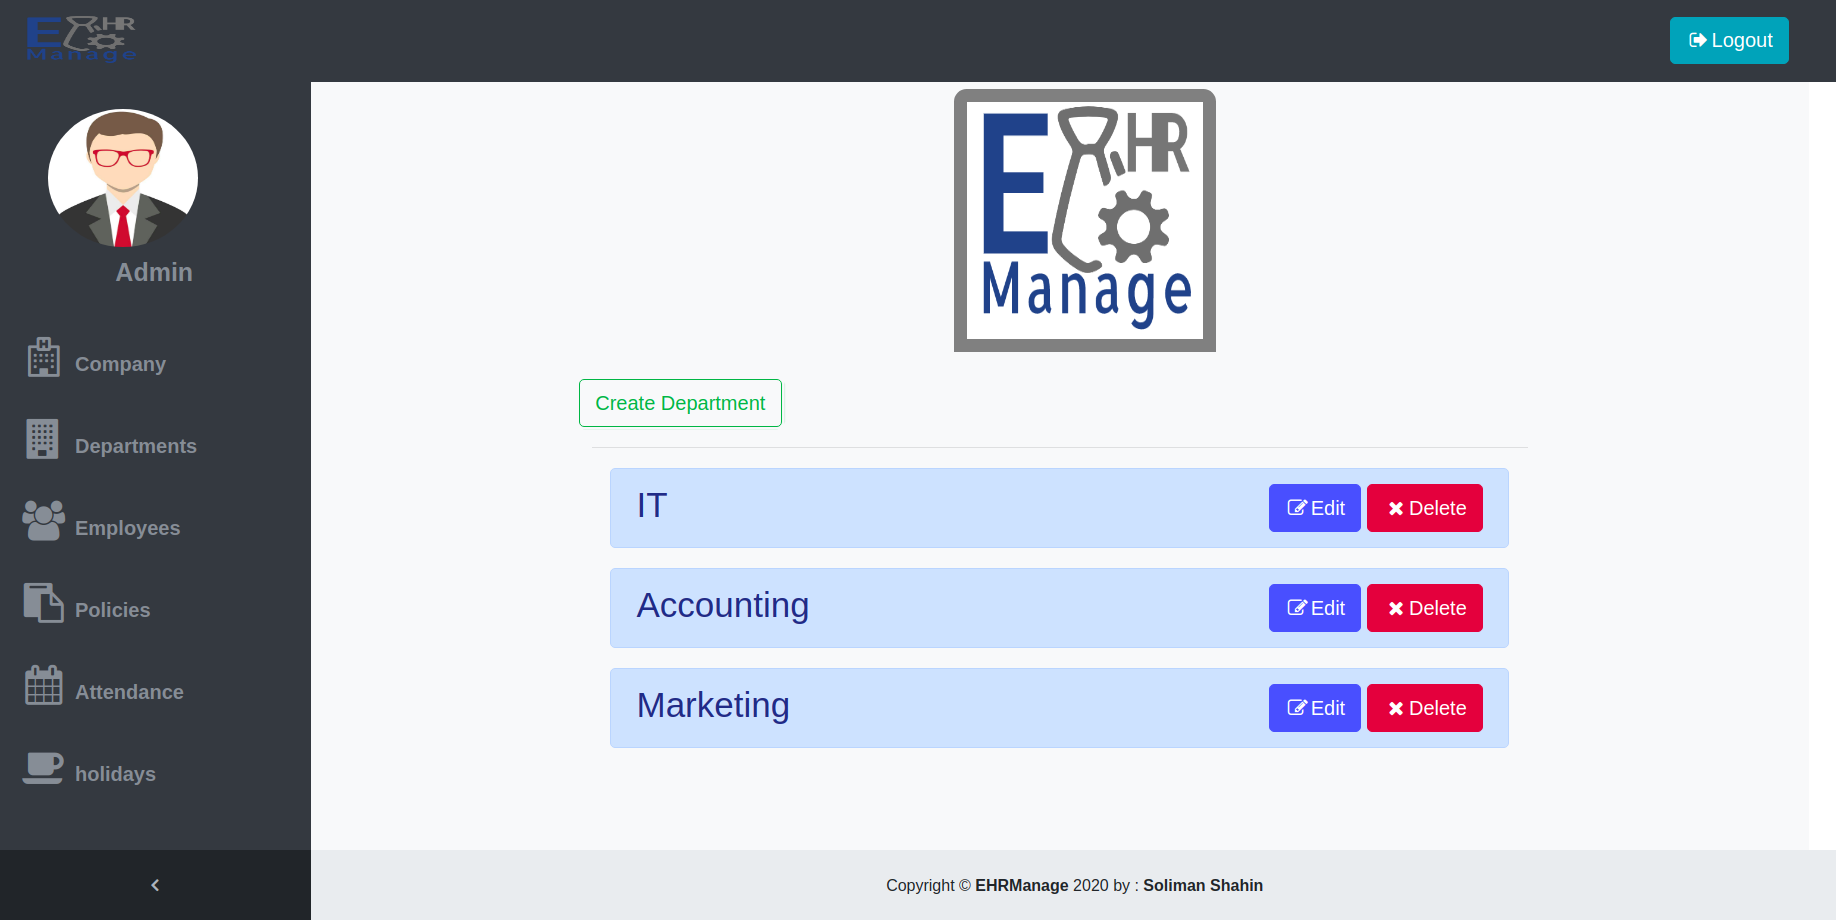 E HR
Manage
Logout
Admin
Company
Departments
Employees
Policies
Attendance
holidays
E HR
Manage
Create Department
IT
Edit Delete
Accounting
Edit Delete
Marketing
Edit Delete
Copyright © EHRManage 2020 by : Soliman Shahin